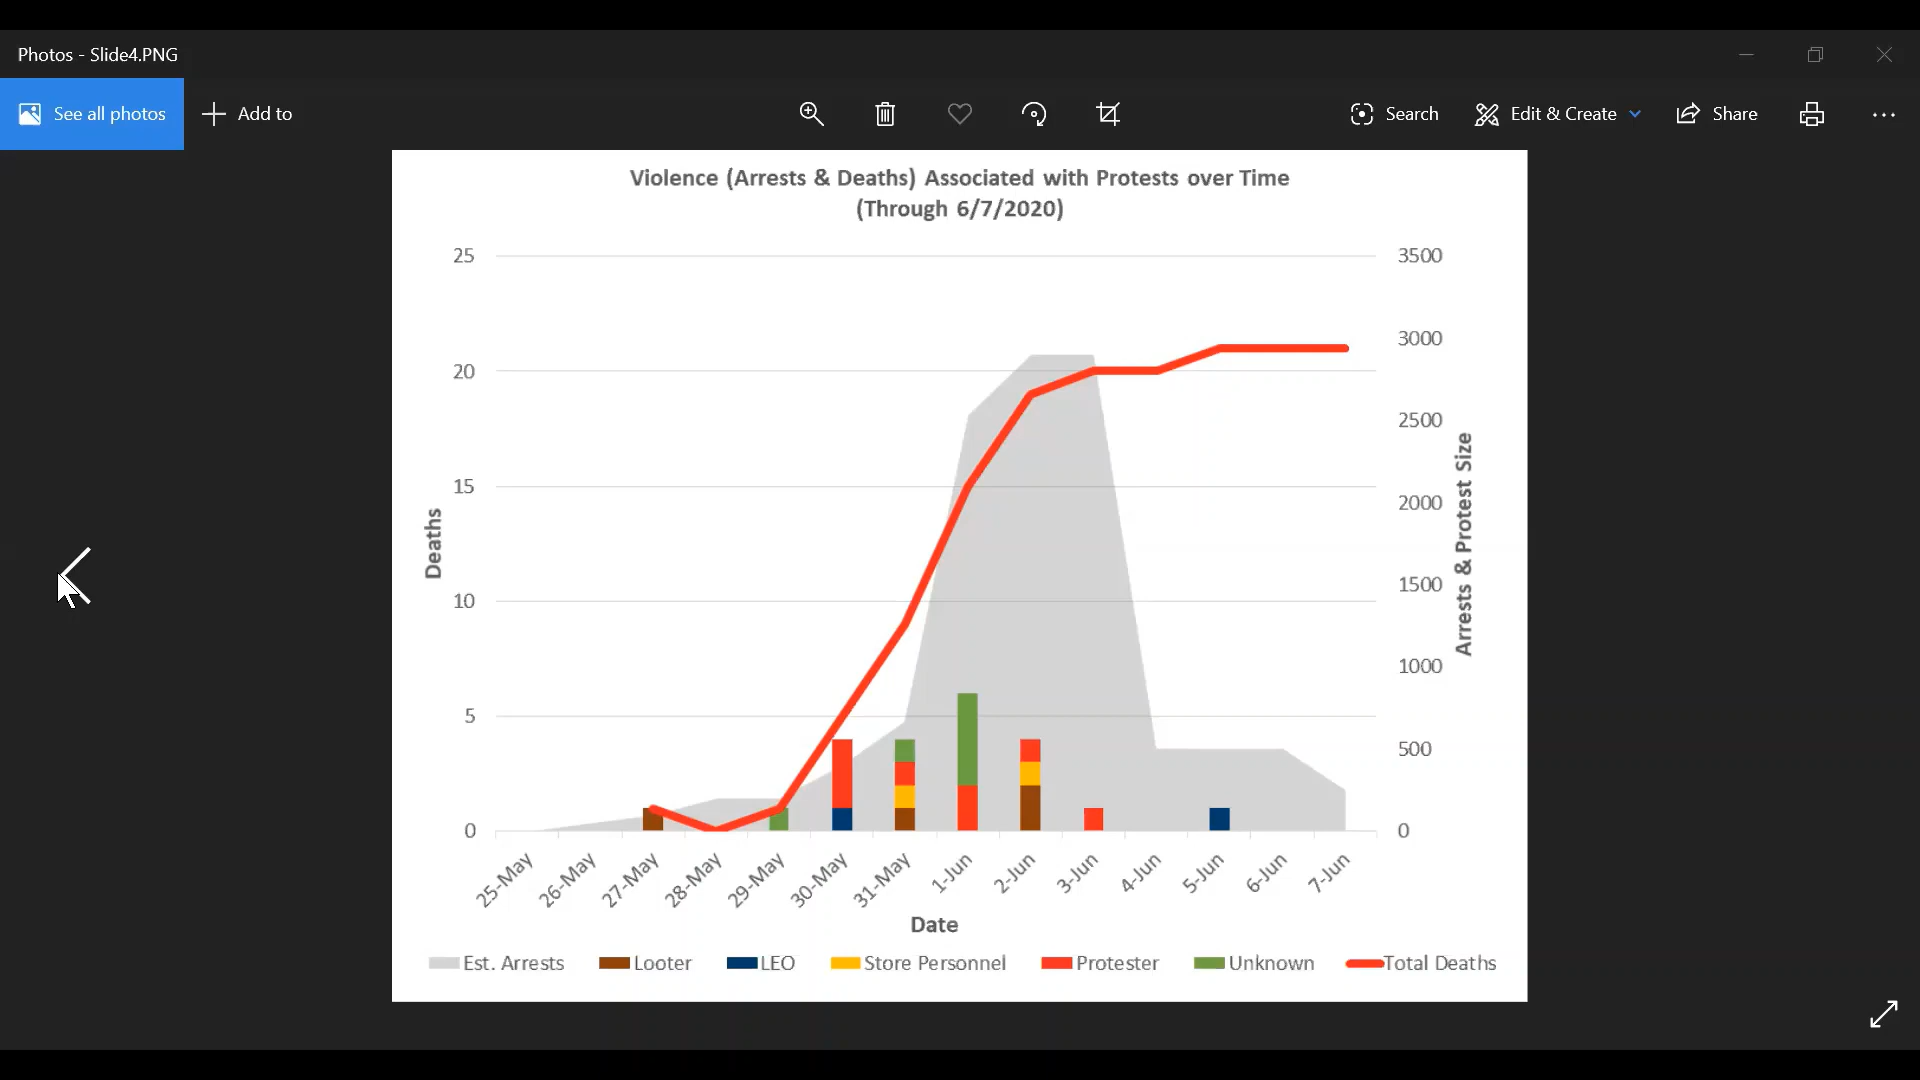 Photos - Slide4.PNG
See all photos
Add to
Search
Edit & Create
Share
Violence (Arrests & Deaths) Associated with Protests over Time
(Through 6/7/2020)
25
20
15
10
5
0
Deaths
3500
3000
2500
2000
1500
1000
500
0
Arrests & Protest Size
25-May
26-May
27-May
28-May
29-May
30-May
31-May
1-Jun
2-Jun
3-Jun
4-Jun
5-Jun
6-Jun
7-Jun
Date
Est. Arrests
Looter
LEO
Store Personnel
Protester
Unknown
Total Deaths